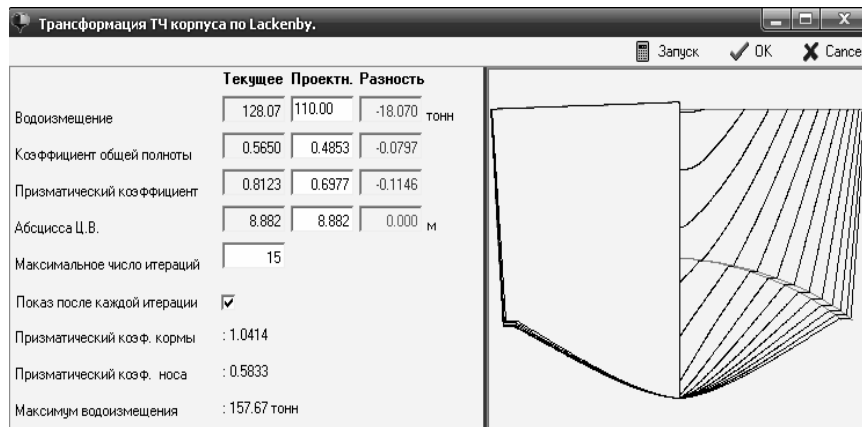 Трансформация ТЧ корпуса по Lackenby.
Запуск OK Cance
Текущее Проектн. Разность
Водоизмещение 128.07 110.00 -18.070 тонн
Коэффициент общей полноты 0.5650 0.4853 -0.0797
Призматический коэффициент 0.8123 0.6977 -0.1146
Абсцисса Ц.В. 8.882 8.882 0.000 м
Максимальное число итераций 15
Показ после каждой итерации
Призматический коэф. кормы : 1.0414
Призматический коэф. носа : 0.5833
Максимум водоизмещения : 157.67 тонн